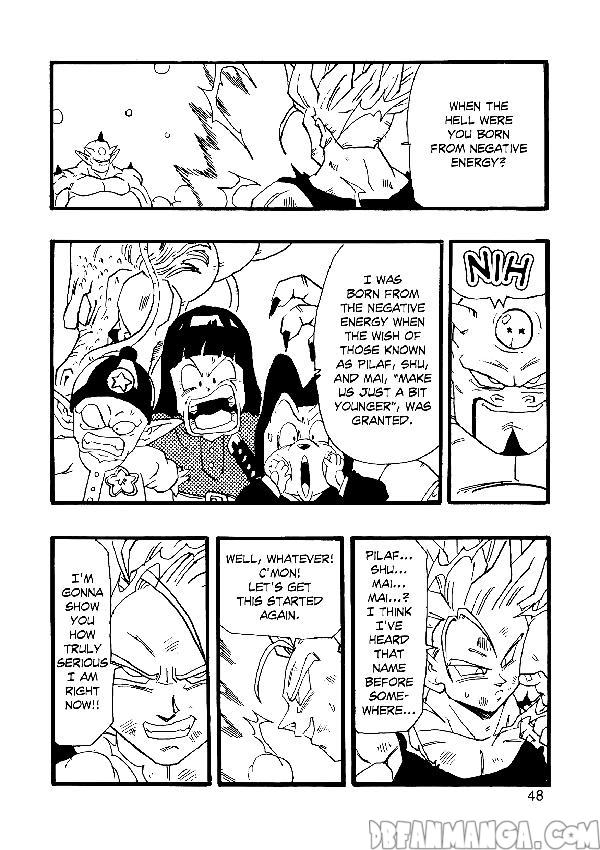 WHEN THE
HELL WERE
YOU BORN
FROM NEGATIVE
ENERGY?
NIH
I WAS
BORN FROM
THE NEGATIVE
ENERGY WHEN
THE WISH OF
THOSE KNOWN
AS PILAF, SHU,
AND MAI, "MAKE
US JUST A BIT
YOUNGER", WAS
GRANTED.
PILAF...
SHU...
MAI...
MAI...?
I THINK
I'VE
HEARD
THAT
NAME
BEFORE
SOME-
WHERE...
WELL, WHATEVER!
C'MON!
LET'S GET
THIS STARTED
AGAIN.
I'M
GONNA
SHOW
YOU
HOW
TRULY
SERIOUS
I AM
RIGHT
NOW!!
48
DBFANMANGA.COM